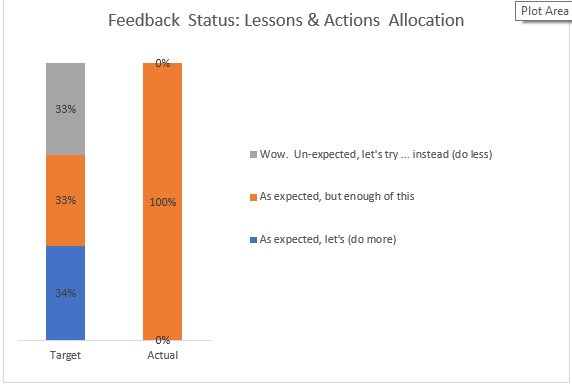 Feedback Status: Lessons & Actions Allocation
Plot Area
33%
33%
34%
0%
100%
0%
Target
Actual
Wow. Un-expected, let's try ... instead (do less)
As expected, but enough of this
As expected, let's (do more)